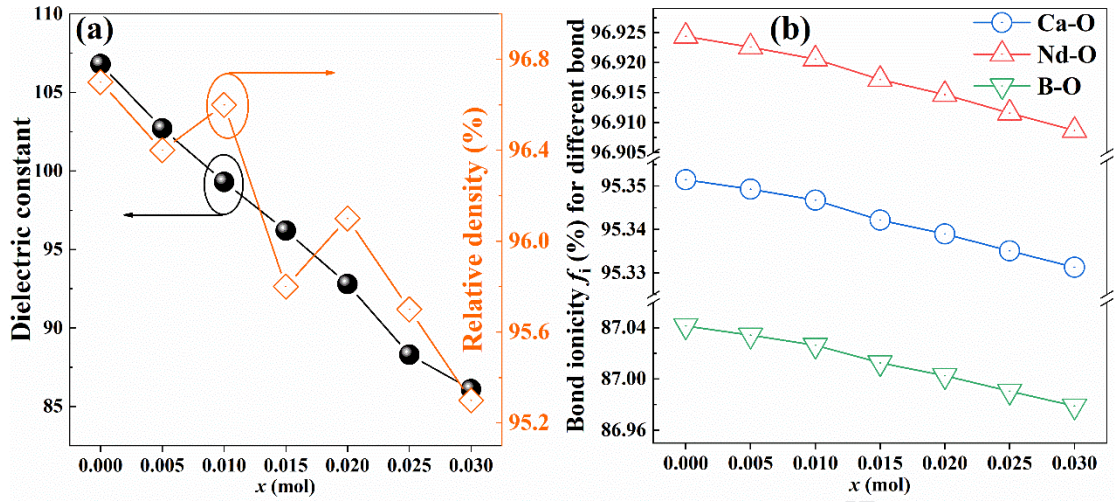 (a)
110
105
100
95
90
85
Dielectric constant
0.000 0.005 0.010 0.015 0.020 0.025 0.030
x (mol)
96.8
96.4
96.0
95.6
95.2
Relative density (%)
(b)
Ca-O
Nd-O
B-O
96.925
96.920
96.915
96.910
96.905
95.35
95.34
95.33
87.04
87.00
86.96
Bond ionicity fi (%) for different bond
0.000 0.005 0.010 0.015 0.020 0.025 0.030
x (mol)